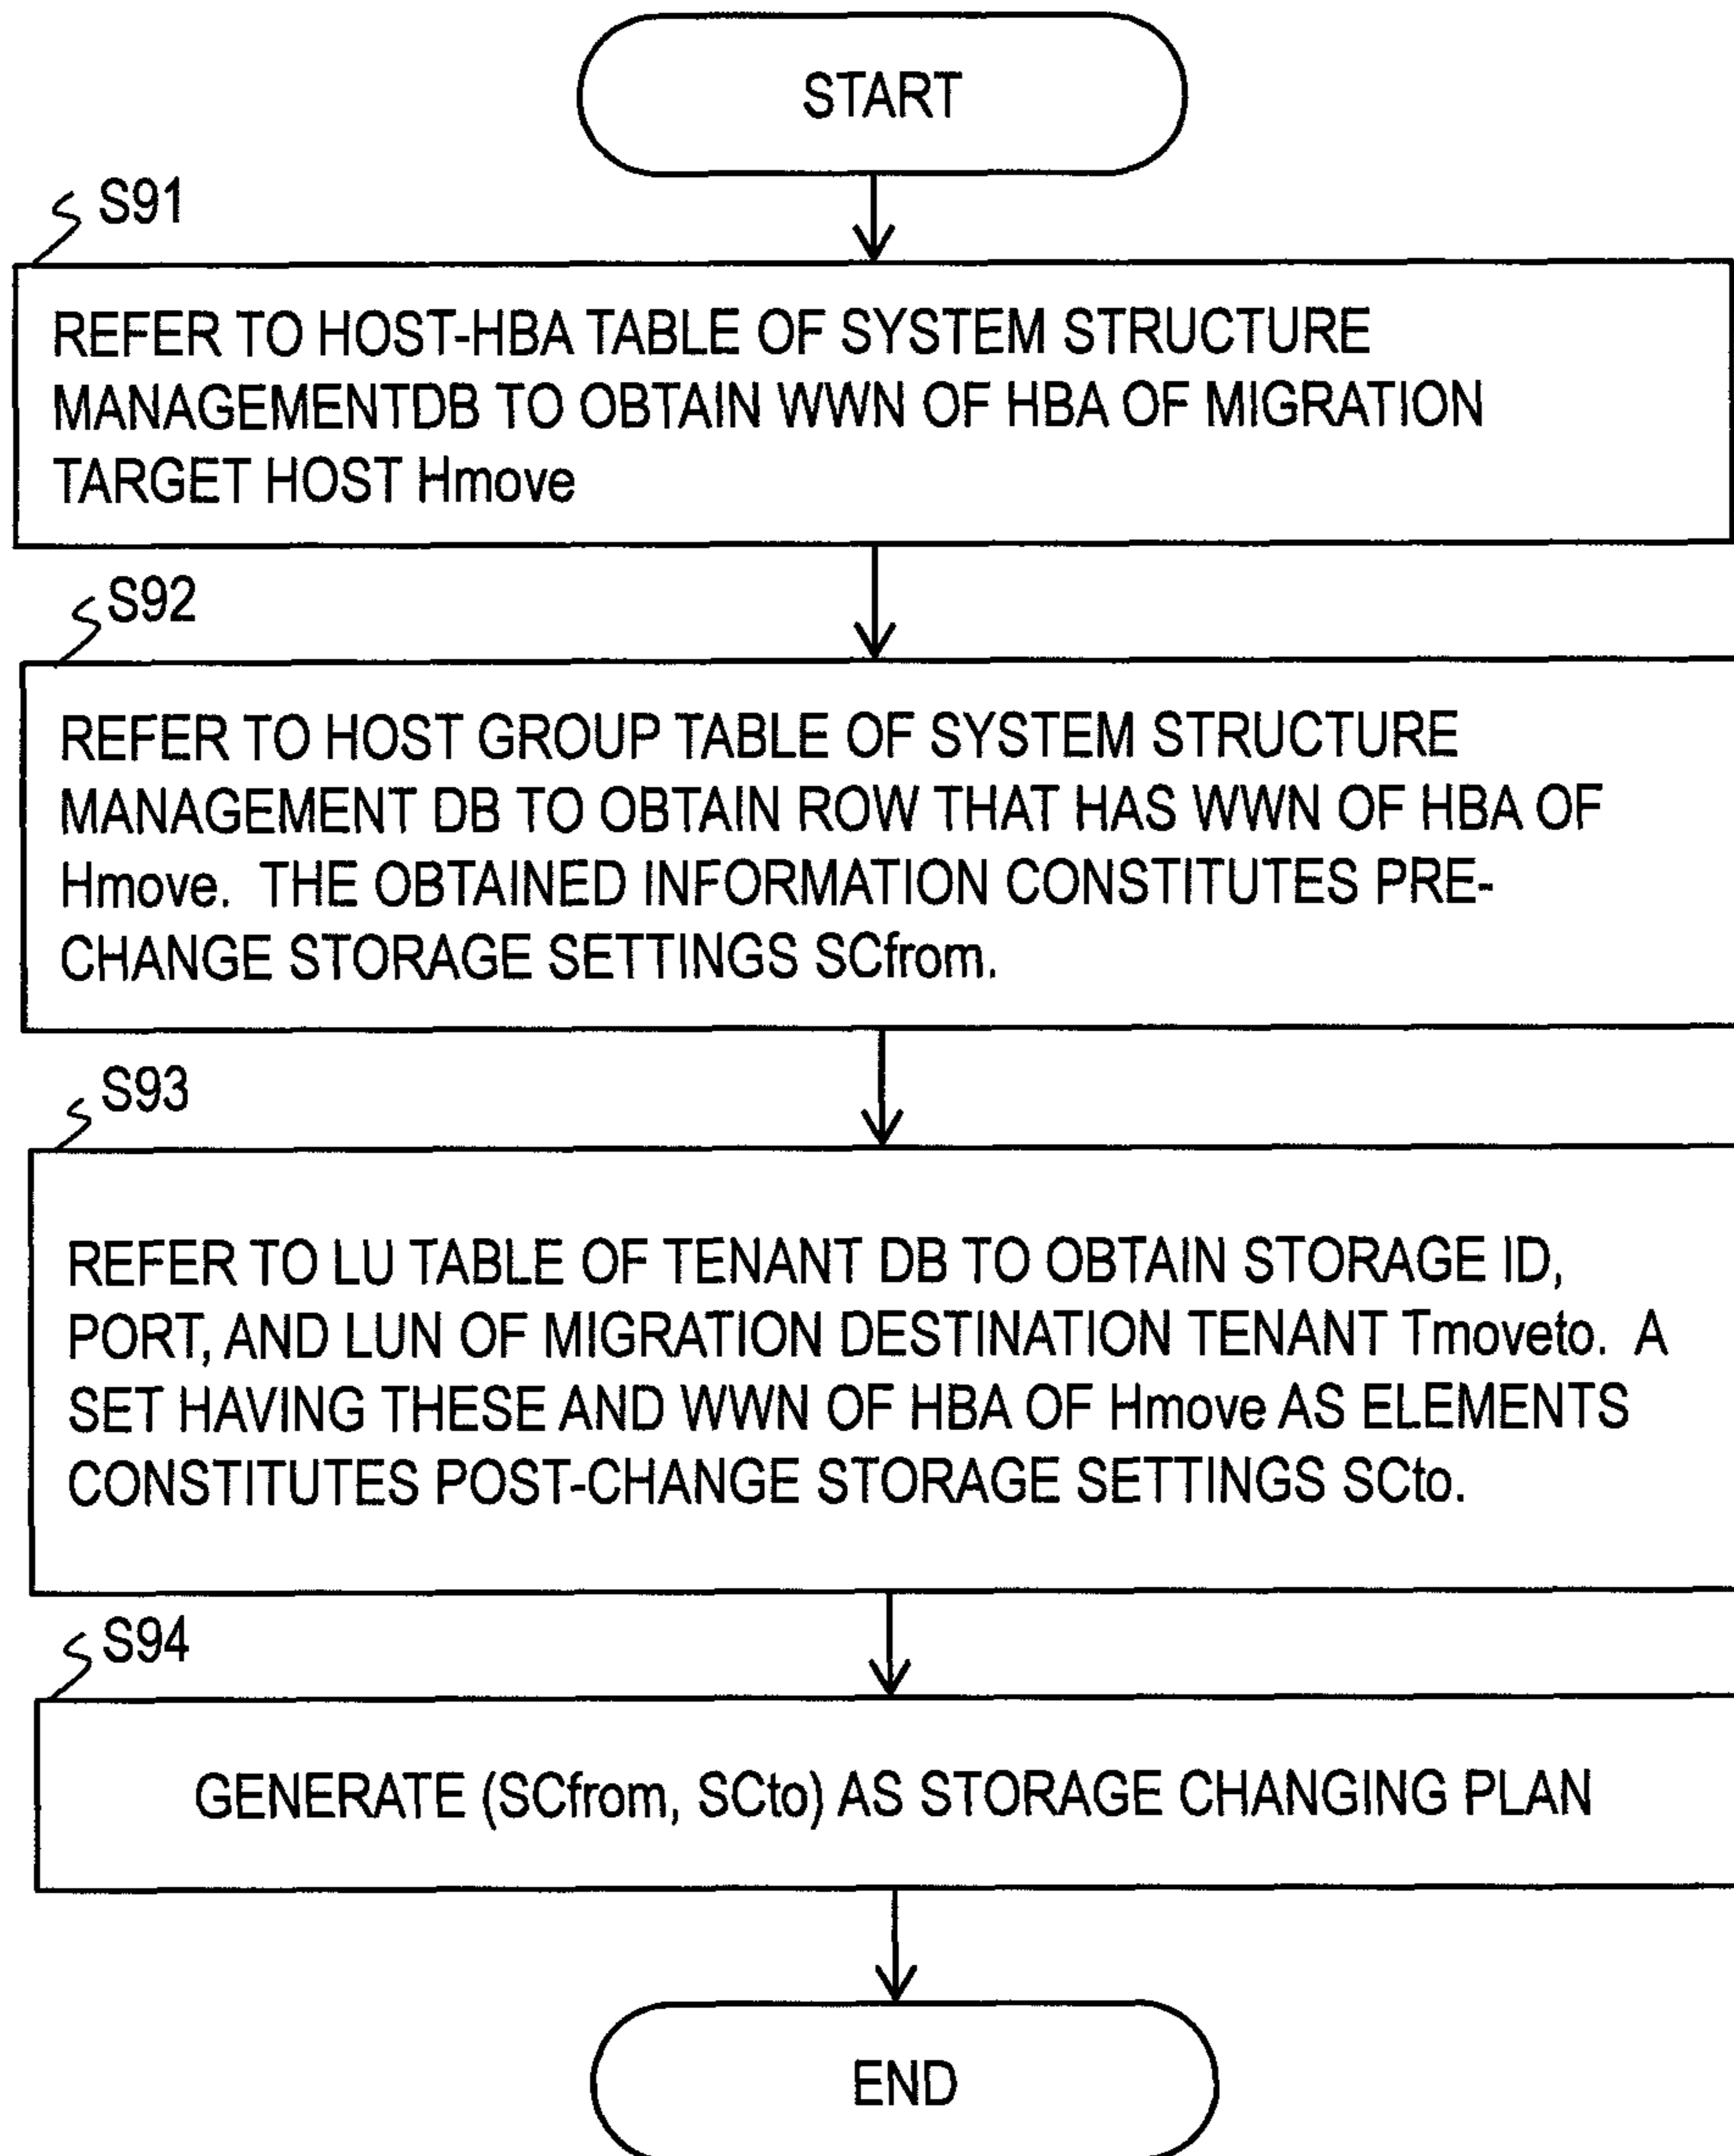 START
S91
REFER TO HOST-HBA TABLE OF SYSTEM STRUCTURE
MANAGEMENTDB TO OBTAIN WWN OF HBA OF MIGRATION
TARGET HOST Hmove
S92
REFER TO HOST GROUP TABLE OF SYSTEM STRUCTURE
MANAGEMENT DB TO OBTAIN ROW THAT HAS WWN OF HBA OF
Hmove. THE OBTAINED INFORMATION CONSTITUTES PRE-
CHANGE STORAGE SETTINGS SCfrom.
S93
REFER TO LU TABLE OF TENANT DB TO OBTAIN STORAGE ID,
PORT, AND LUN OF MIGRATION DESTINATION TENANT Tmoveto. A
SET HAVING THESE AND WWN OF HBA OF Hmove AS ELEMENTS
CONSTITUTES POST-CHANGE STORAGE SETTINGS SCto.
S94
GENERATE (SCfrom, SCto) AS STORAGE CHANGING PLAN
END